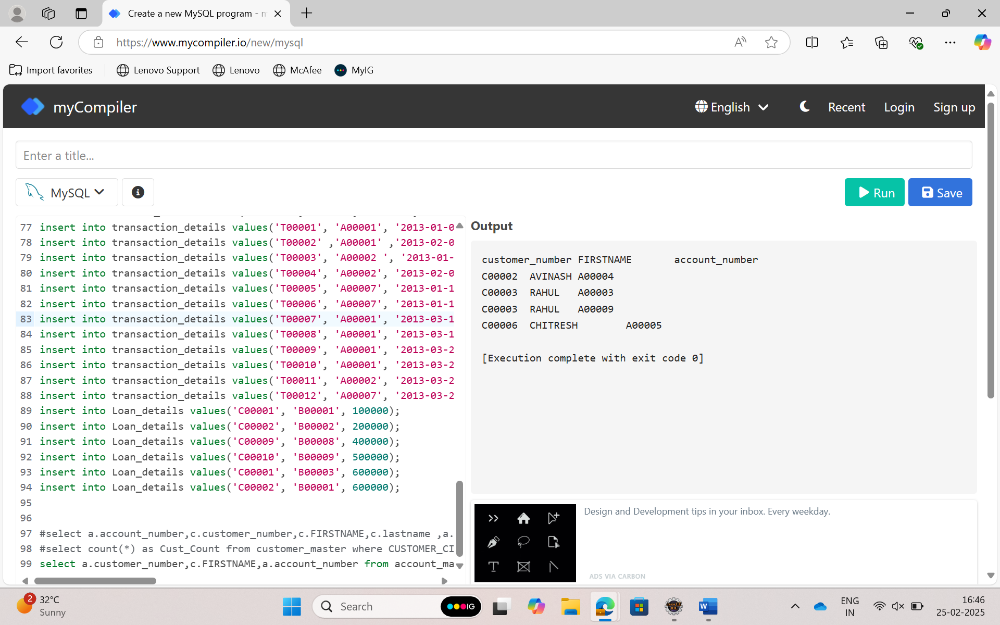 Create a new MySQL program - m
https://www.mycompiler.io/new/mysql
Import favorites
Lenovo Support
Lenovo
McAfee
MyIG
myCompiler
English
Recent
Login
Sign up
Enter a title...
MySQL
Run
Save
77 insert into transaction_details values('T00001', 'A00001', '2013-01-0
78 insert into transaction_details values('T00002' ,'A00001' ,'2013-02-0
79 insert into transaction_details values('T00003', 'A00002 ', '2013-01-
80 insert into transaction_details values('T00004', 'A00002', '2013-02-0
81 insert into transaction_details values('T00005', 'A00007', '2013-01-1
82 insert into transaction_details values('T00006', 'A00007', '2013-01-1
83 insert into transaction_details values('T00007', 'A00001', '2013-03-1
84 insert into transaction_details values('T00008', 'A00001', '2013-03-1
85 insert into transaction_details values('T00009', 'A00001', '2013-03-2
86 insert into transaction_details values('T00010', 'A00001', '2013-03-2
87 insert into transaction_details values('T00011', 'A00002', '2013-03-2
88 insert into transaction_details values('T00012', 'A00007', '2013-03-2
89 insert into Loan_details values('C00001', 'B00001', 100000);
90 insert into Loan_details values('C00002', 'B00002', 200000);
91 insert into Loan_details values('C00009', 'B00008', 400000);
92 insert into Loan_details values('C00010', 'B00009', 500000);
93 insert into Loan_details values('C00001', 'B00003', 600000);
94 insert into Loan_details values('C00002', 'B00001', 600000);
95
96
97 #select a.account_number,c.customer_number,c.FIRSTNAME,c.lastname ,a.
98 #select count(*) as Cust_Count from customer_master where CUSTOMER_CI
99 select a.customer_number,c.FIRSTNAME,a.account_number from account_ma
Output
customer_number FIRSTNAME account_number
C00002 AVINASH A00004
C00003 RAHUL A00003
C00003 RAHUL A00009
C00006 CHITRESH A00005
[Execution complete with exit code 0]
Design and Development tips in your inbox. Every weekday.
ADS VIA CARBON
2
32°C
Sunny
Search
IG
ENG
IN
16:46
25-02-2025